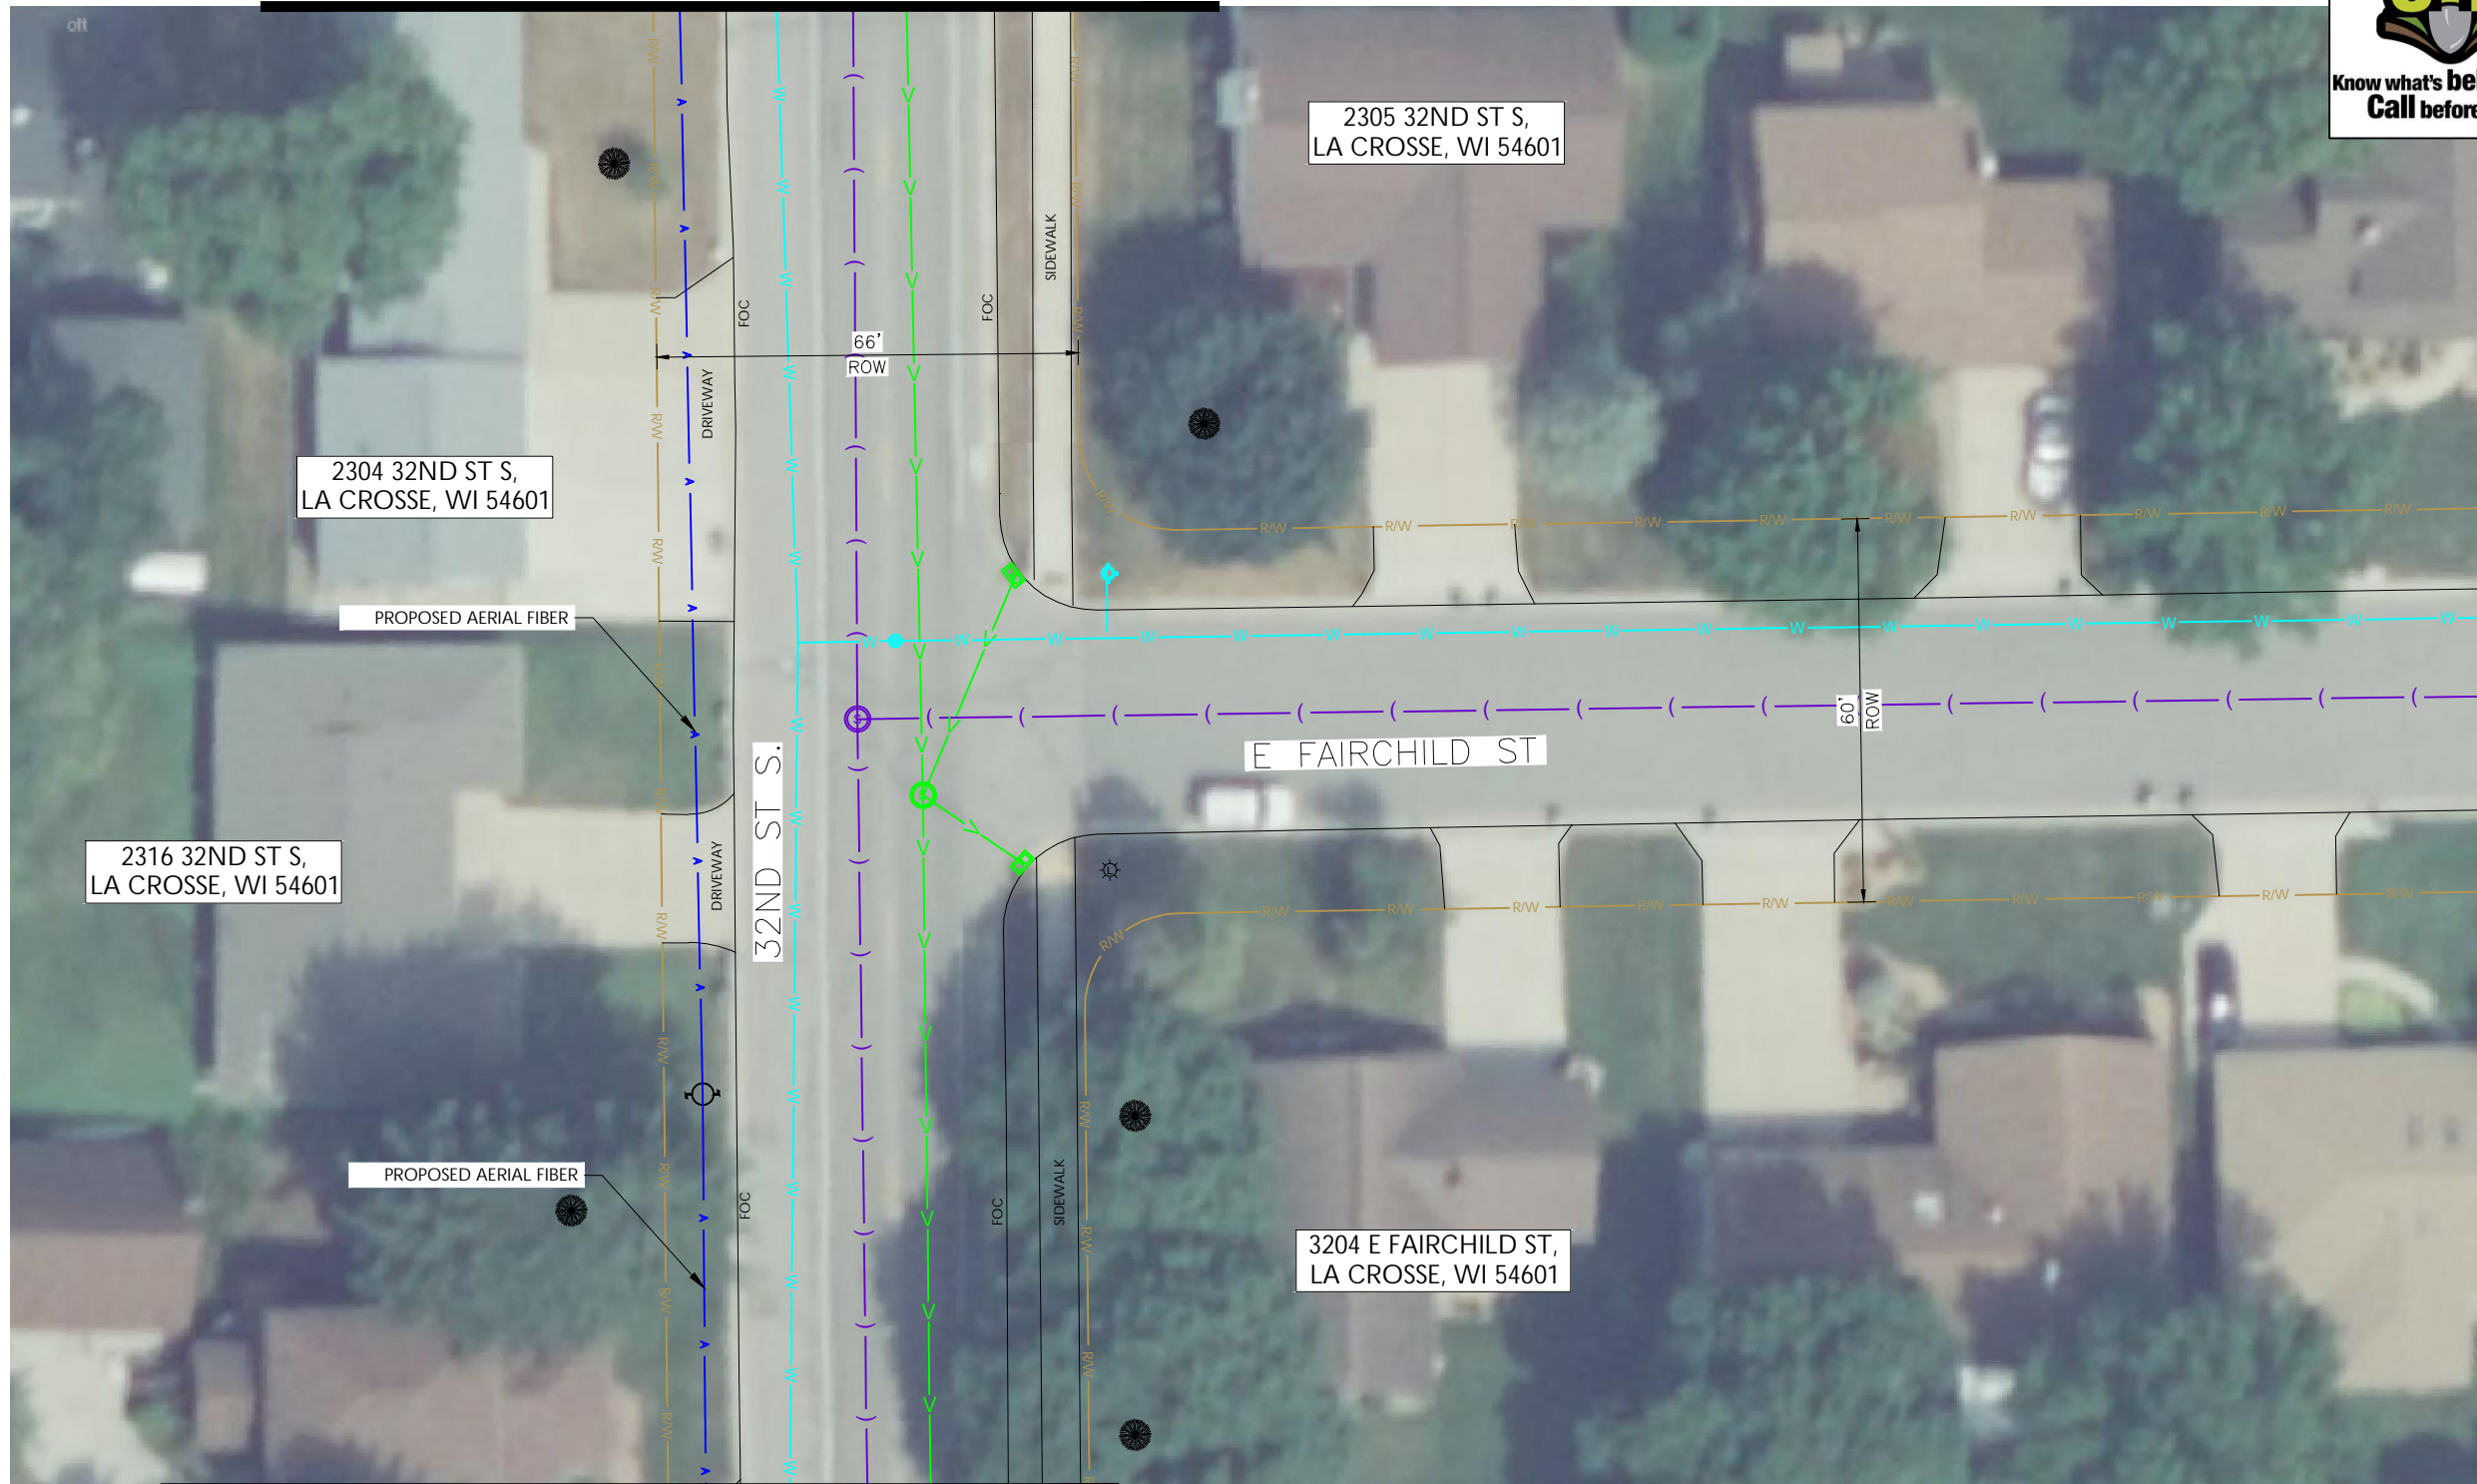 oft
Know what's
Call before
2305 32ND ST S,
LA CROSSE, WI 54601
SIDEWALK
FOC
FOC
66'
ROW
DRIVEWAY
2304 32ND ST S,
LA CROSSE, WI 54601
R/W
A
W
V
PROPOSED AERIAL FIBER
S
60'
ROW
E FAIRCHILD ST
32ND ST S.
S
2316 32ND ST S,
LA CROSSE, WI 54601
DRIVEWAY
L
PROPOSED AERIAL FIBER
FOC
FOC
SIDEWALK
3204 E FAIRCHILD ST,
LA CROSSE, WI 54601